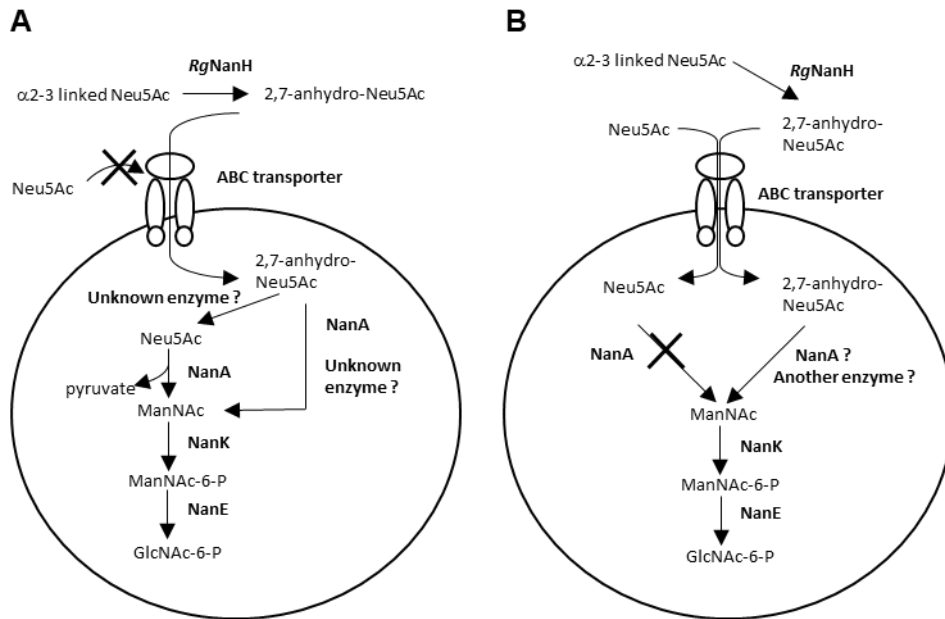 A
RgNanH
α2-3 linked Neu5Ac
2,7-anhydro-Neu5Ac
Neu5Ac
ABC transporter
2,7-anhydro-
Neu5Ac
Unknown enzyme ?
Neu5Ac
NanA
pyruvate
NanA
Unknown
enzyme ?
ManNAc
NanK
ManNAc-6-P
NanE
GlcNAc-6-P
B
α2-3 linked Neu5Ac
RgNanH
Neu5Ac
2,7-anhydro-
Neu5Ac
ABC transporter
Neu5Ac
2,7-anhydro-
Neu5Ac
NanA
NanA ?
Another enzyme ?
ManNAc
NanK
ManNAc-6-P
NanE
GlcNAc-6-P